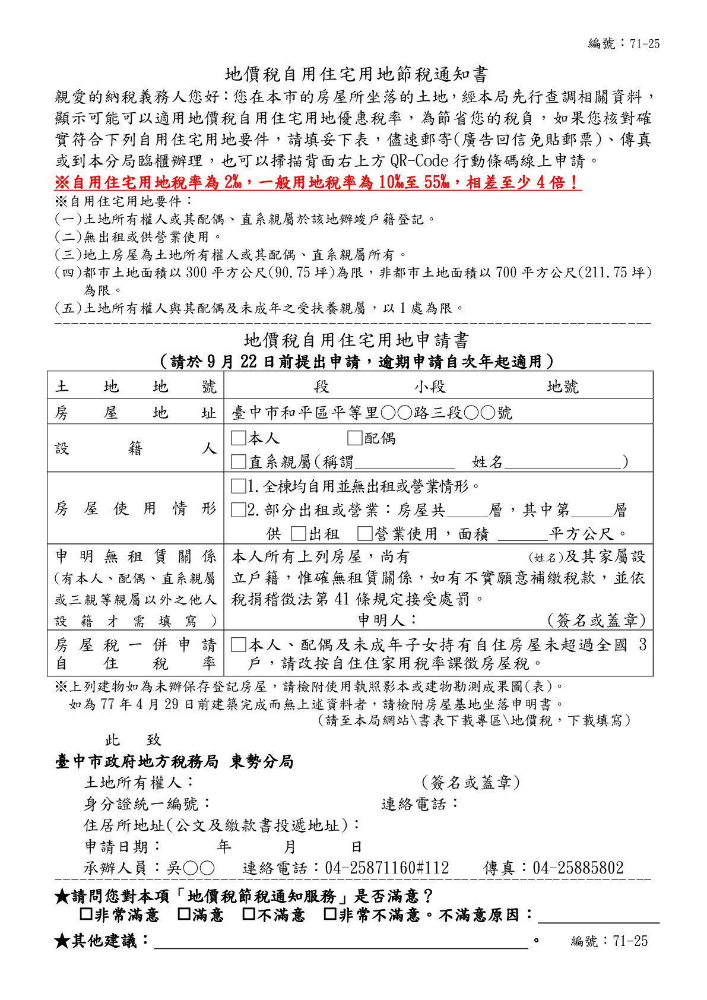 編號：71-25
地價稅自用住宅用地節稅通知書
親愛的納稅義務人您好：您在本市的房屋所坐落的土地，經本局先行查調相關資料，
顯示可能可以適用地價稅自用住宅用地優惠稅率，為節省您的稅負，如果您核對確
實符合下列自用住宅用地要件，請填妥下表，儘速郵寄(廣告回信免貼郵票)、傳真
或到本分局臨櫃辦理，也可以掃描背面右上方 QR-Code 行動條碼線上申請。
※自用住宅用地稅率為 2‰，一般用地稅率為 10‰至 55‰，相差至少 4 倍！
※自用住宅用地要件：
(一)土地所有權人或其配偶、直系親屬於該地辦竣戶籍登記。
(二)無出租或供營業使用。
(三)地上房屋為土地所有權人或其配偶、直系親屬所有。
(四)都市土地面積以 300 平方公尺(90.75 坪)為限，非都市土地面積以 700 平方公尺(211.75 坪)
為限。
(五)土地所有權人與其配偶及未成年之受扶養親屬，以 1 處為限。
地價稅自用住宅用地申請書
（請於 9 月 22 日前提出申請，逾期申請自次年起適用）
土地地號 段 小段 地號
房屋地址 臺中市和平區平等里○○路三段○○號
設籍人
□本人 □配偶
□直系親屬(稱謂＿＿＿＿ 姓名＿＿＿＿)
房屋使用情形
□1.全棟均自用並無出租或營業情形。
□2.部分出租或營業：房屋共＿＿層，其中第＿＿層
供 □出租 □營業使用，面積 ＿＿平方公尺。
申明無租賃關係
(有本人、配偶、直系親屬
或三親等親屬以外之他人
設籍才需填寫)
本人所有上列房屋，尚有 (姓名)及其家屬設
立戶籍，惟確無租賃關係，如有不實願意補繳稅款，並依
稅捐稽徵法第 41 條規定接受處罰。
申明人： (簽名或蓋章)
房屋稅一併申請
自住稅率
□本人、配偶及未成年子女持有自住房屋未超過全國 3
戶，請改按自住住家用稅率課徵房屋稅。
※上列建物如為未辦保存登記房屋，請檢附使用執照影本或建物勘測成果圖(表)。
如為 77 年 4 月 29 日前建築完成而無上述資料者，請檢附房屋基地坐落申明書。
(請至本局網站\書表下載專區\地價稅，下載填寫)
此 致
臺中市政府地方稅務局 東勢分局
土地所有權人： (簽名或蓋章)
身分證統一編號： 連絡電話：
住居所地址(公文及繳款書投遞地址)：
申請日期： 年 月 日
承辦人員：吳○○ 連絡電話：04-25871160#112 傳真：04-25885802
★請問您對本項「地價稅節稅通知服務」是否滿意？
□非常滿意 □滿意 □不滿意 □非常不滿意。不滿意原因：＿＿＿＿
★其他建議：＿＿＿＿。 編號：71-25